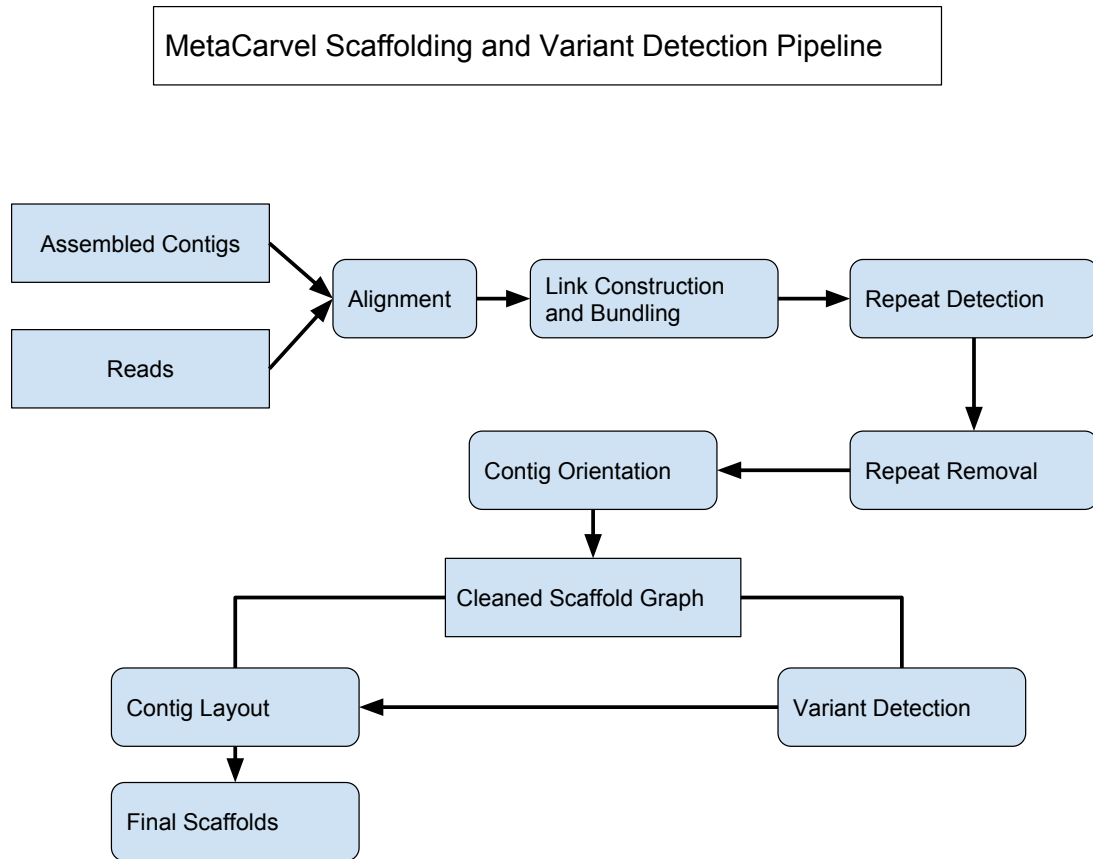 MetaCarvel Scaffolding and Variant Detection Pipeline
Assembled Contigs
Reads
Alignment
Link Construction
and Bundling
Repeat Detection
Repeat Removal
Contig Orientation
Cleaned Scaffold Graph
Contig Layout
Variant Detection
Final Scaffolds